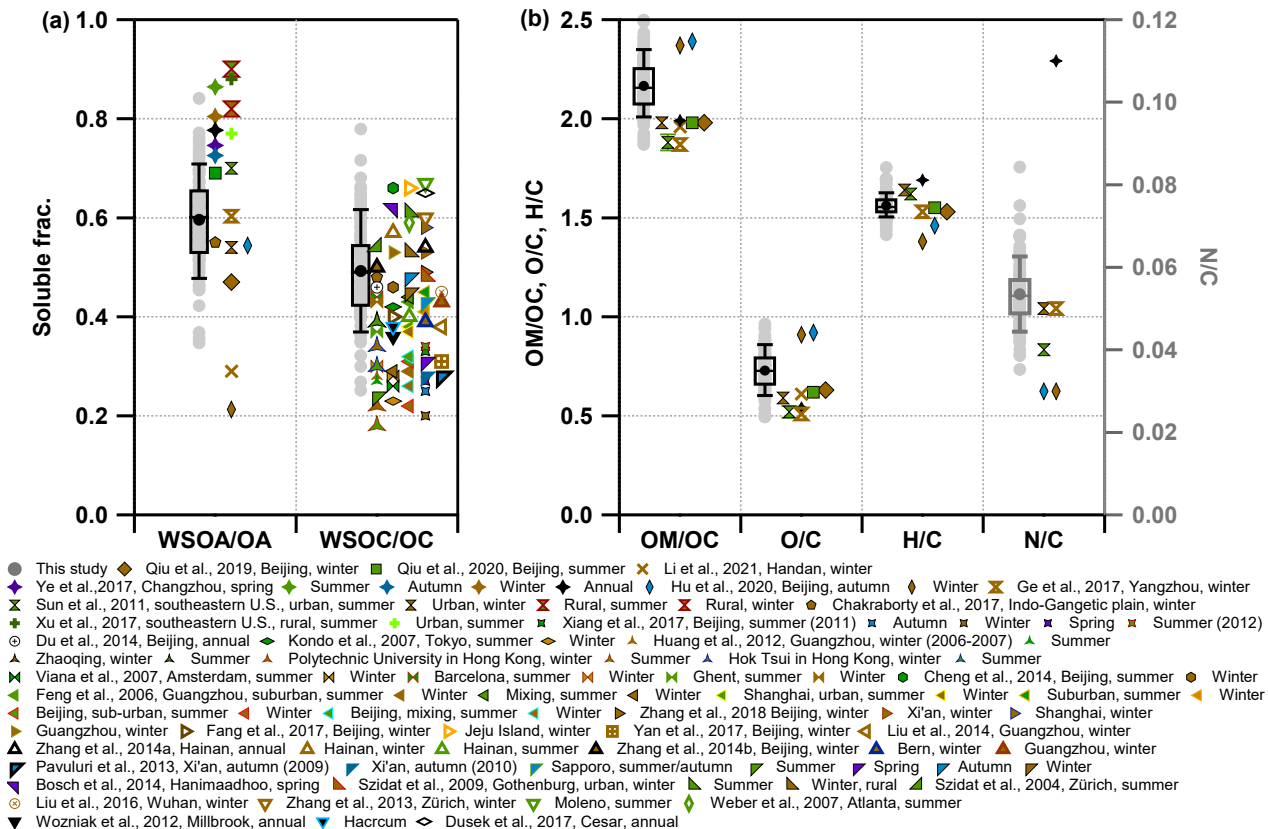 (a)
1.0
0.8
0.6
0.4
0.2
0.0
Soluble frac.
WSOA/OA WSOC/OC
(b)
2.5
2.0
1.5
1.0
0.5
0.0
OM/OC, O/C, H/C
0.12
0.10
0.08
0.06
0.04
0.02
0.00
N/C
OM/OC O/C H/C N/C
This study Qiu et al., 2019, Beijing, winter Qiu et al., 2020, Beijing, summer Li et al., 2021, Handan, winter
Ye et al.,2017, Changzhou, spring Summer Autumn Winter Annual Hu et al., 2020, Beijing, autumn Winter Ge et al., 2017, Yangzhou, winter
Sun et al., 2011, southeastern U.S., urban, summer Urban, winter Rural, summer Rural, winter Chakraborty et al., 2017, Indo-Gangetic plain, winter
Xu et al., 2017, southeastern U.S., rural, summer Urban, summer Xiang et al., 2017, Beijing, summer (2011) Autumn Winter Spring Summer (2012)
Du et al., 2014, Beijing, annual Kondo et al., 2007, Tokyo, summer Winter Huang et al., 2012, Guangzhou, winter (2006-2007) Summer
Zhaoqing, winter Summer Polytechnic University in Hong Kong, winter Summer Hok Tsui in Hong Kong, winter Summer
Viana et al., 2007, Amsterdam, summer Winter Barcelona, summer Winter Ghent, summer Winter Cheng et al., 2014, Beijing, summer Winter
Feng et al., 2006, Guangzhou, suburban, summer Winter Mixing, summer Winter Shanghai, urban, summer Winter Suburban, summer Winter
Beijing, sub-urban, summer Winter Beijing, mixing, summer Winter Zhang et al., 2018 Beijing, winter Xi'an, winter Shanghai, winter
Guangzhou, winter Fang et al., 2017, Beijing, winter Jeju Island, winter Yan et al., 2017, Beijing, winter Liu et al., 2014, Guangzhou, winter
Zhang et al., 2014a, Hainan, annual Hainan, winter Hainan, summer Zhang et al., 2014b, Beijing, winter Bern, winter Guangzhou, winter
Pavuluri et al., 2013, Xi'an, autumn (2009) Xi'an, autumn (2010) Sapporo, summer/autumn Summer Spring Autumn Winter
Bosch et al., 2014, Hanimaadhoo, spring Szidat et al., 2009, Gothenburg, urban, winter Summer Winter, rural Szidat et al., 2004, Zürich, summer
Liu et al., 2016, Wuhan, winter Zhang et al., 2013, Zürich, winter Moleno, summer Weber et al., 2007, Atlanta, summer
Wozniak et al., 2012, Millbrook, annual Hacrcum Dusek et al., 2017, Cesar, annual